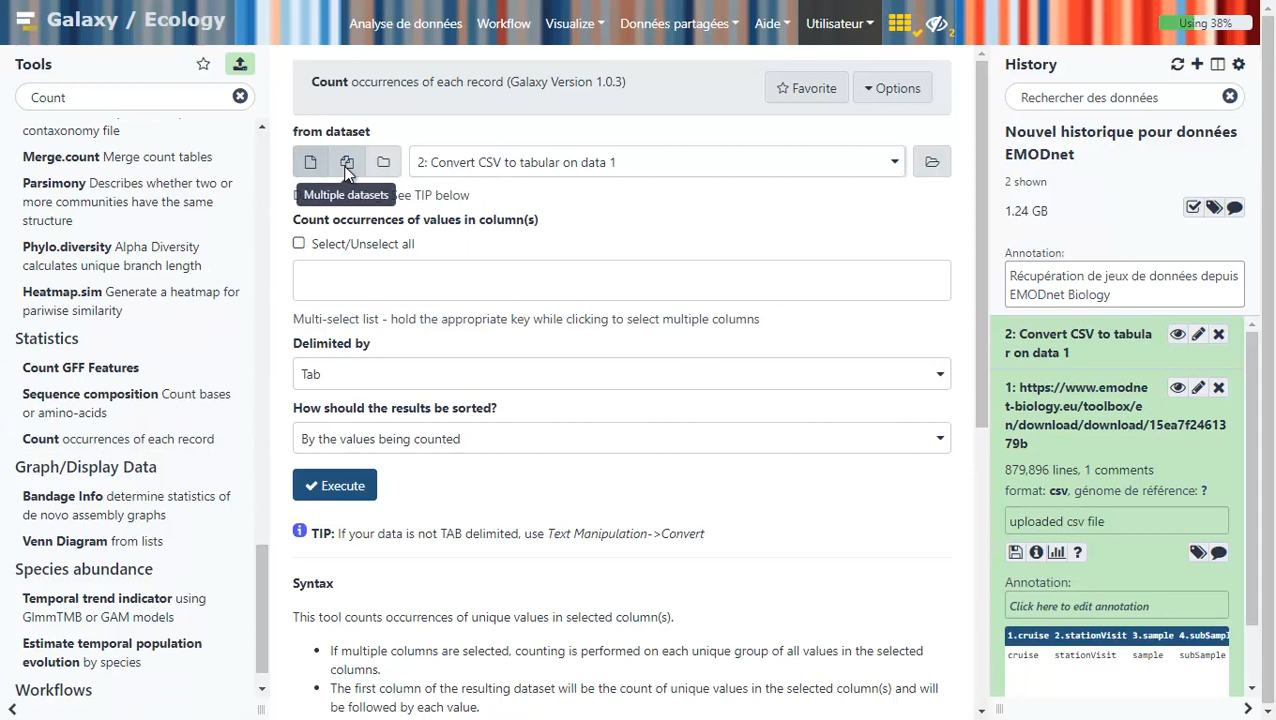 Galaxy / Ecology
Analyse de données
Workflow
Visualize
Données partagées
Aide
Utilisateur
2
Using 38%
Tools
Count
contaxonomy file
Merge.count Merge count tables
Parsimony Describes whether two
or more communities have the same
structure
Phylo.diversity Alpha Diversity
calculates unique branch length
Heatmap.sim Generate a heatmap for
pariwise similarity
Statistics
Count GFF Features
Sequence composition Count bases
or amino-acids
Count occurrences of each record
Graph/Display Data
Bandage Info determine statistics of
de novo assembly graphs
Venn Diagram from lists
Species abundance
Temporal trend indicator using
GlmmTMB or GAM models
Estimate temporal population
evolution by species
Workflows
Count occurrences of each record (Galaxy Version 1.0.3)
Favorite
Options
from dataset
2: Convert CSV to tabular on data 1
Multiple datasets
See TIP below
Count occurrences of values in column(s)
Select/Unselect all
Multi-select list - hold the appropriate key while clicking to select multiple columns
Delimited by
Tab
How should the results be sorted?
By the values being counted
Execute
TIP: If your data is not TAB delimited, use Text Manipulation->Convert
Syntax
This tool counts occurrences of unique values in selected column(s).
• If multiple columns are selected, counting is performed on each unique group of all values in the selected
columns.
• The first column of the resulting dataset will be the count of unique values in the selected column(s) and will
be followed by each value.
History
Rechercher des données
Nouvel historique pour données
EMODnet
2 shown
1.24 GB
Annotation:
Récupération de jeux de données depuis
EMODnet Biology
2: Convert CSV to tabula
r on data 1
1: https://www.emodne
t-biology.eu/toolbox/e
n/download/download/15ea7f24613
79b
879,896 lines, 1 comments
format: csv, génome de référence: ?
uploaded csv file
Annotation:
Click here to edit annotation
1.cruise 2.stationVisit 3.sample 4.subSampl
cruise stationVisit sample subSampl